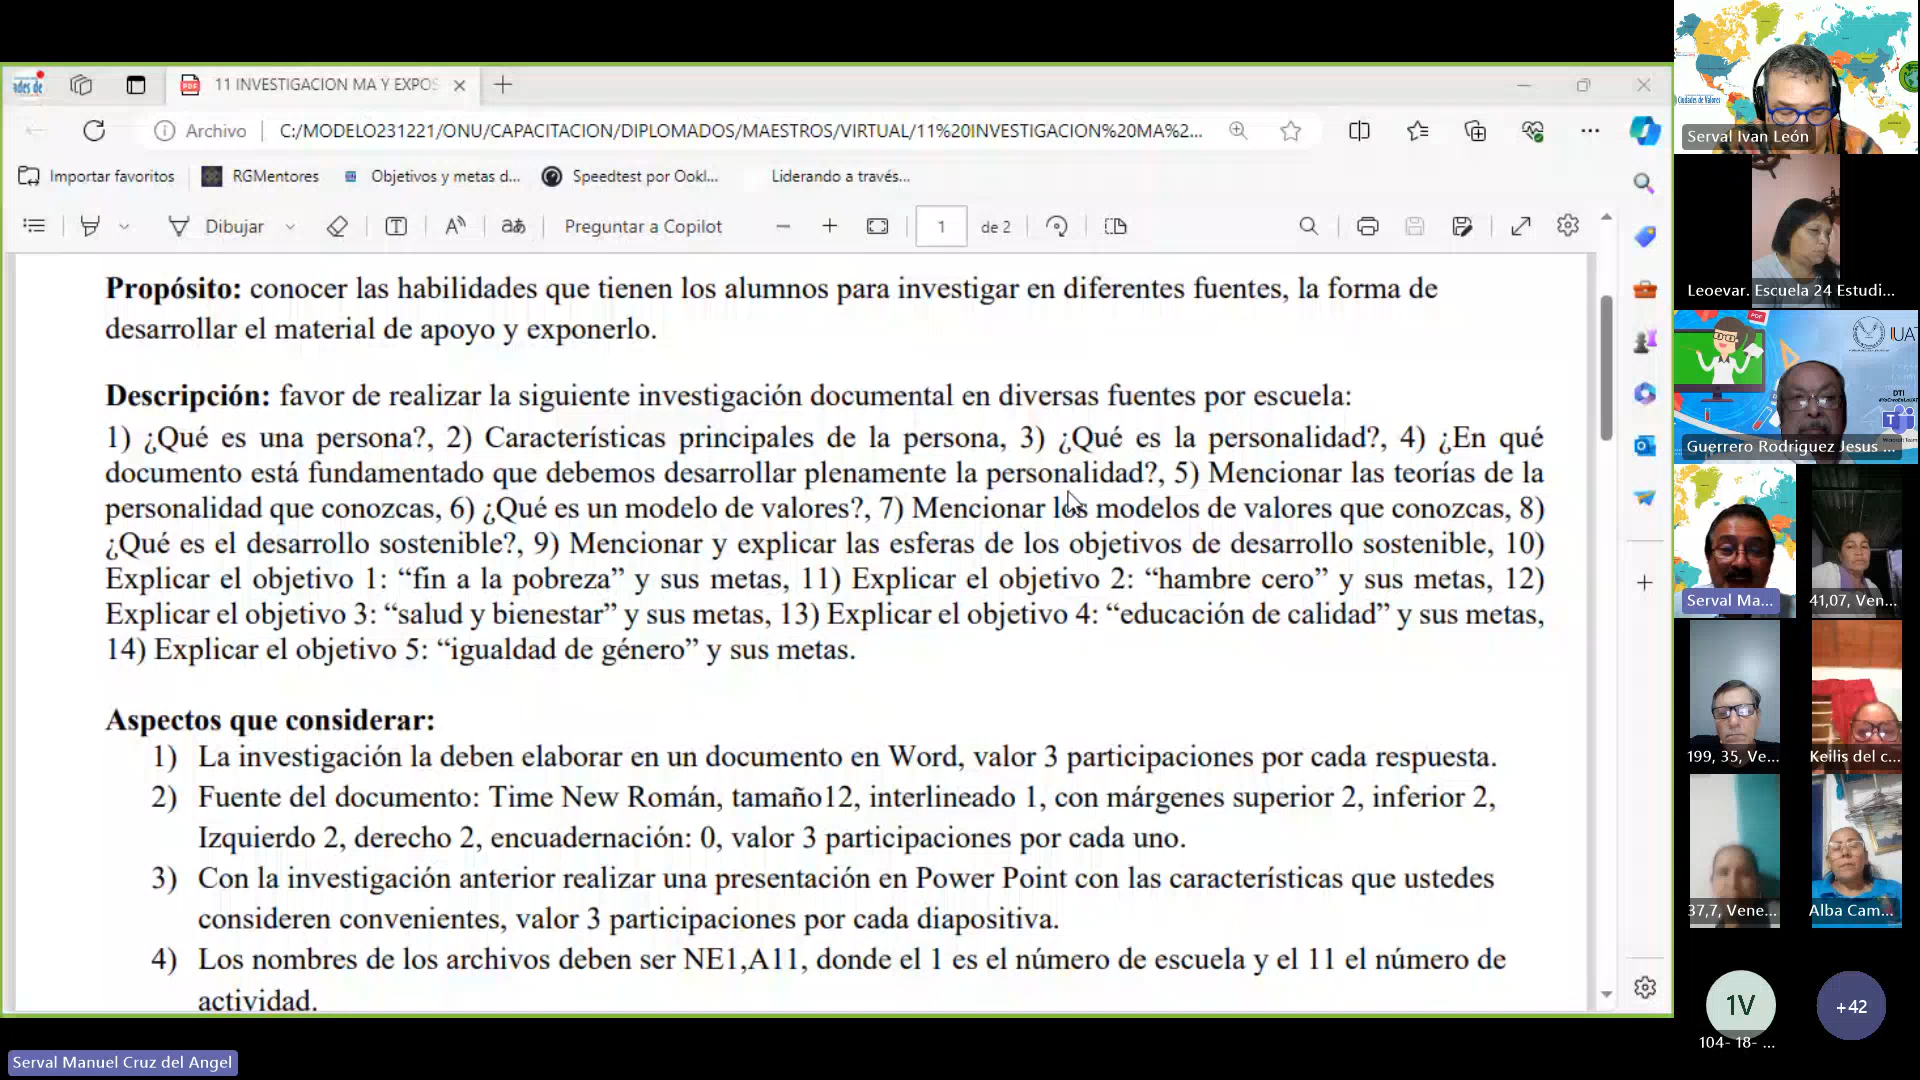 11 INVESTIGACION MA Y EXPOS
Archivo
C:/MODELO231221/ONU/CAPACITACION/DIPLOMADOS/MAESTROS/VIRTUAL/11%20INVESTIGACION%20MA%2...
Importar favoritos
RGMentores
Objetivos y metas d...
Speedtest por Ookl...
Liderando a través...
Dibujar
Preguntar a Copilot
1
de 2
Propósito: conocer las habilidades que tienen los alumnos para investigar en diferentes fuentes, la forma de
desarrollar el material de apoyo y exponerlo.
Descripción: favor de realizar la siguiente investigación documental en diversas fuentes por escuela:
1) ¿Qué es una persona?, 2) Características principales de la persona, 3) ¿Qué es la personalidad?, 4) ¿En qué
documento está fundamentado que debemos desarrollar plenamente la personalidad?, 5) Mencionar las teorías de la
personalidad que conozcas, 6) ¿Qué es un modelo de valores?, 7) Mencionar los modelos de valores que conozcas, 8)
¿Qué es el desarrollo sostenible?, 9) Mencionar y explicar las esferas de los objetivos de desarrollo sostenible, 10)
Explicar el objetivo 1: “fin a la pobreza” y sus metas, 11) Explicar el objetivo 2: “hambre cero” y sus metas, 12)
Explicar el objetivo 3: “salud y bienestar” y sus metas, 13) Explicar el objetivo 4: “educación de calidad” y sus metas,
14) Explicar el objetivo 5: “igualdad de género” y sus metas.
Aspectos que considerar:
1) La investigación la deben elaborar en un documento en Word, valor 3 participaciones por cada respuesta.
2) Fuente del documento: Time New Román, tamaño12, interlineado 1, con márgenes superior 2, inferior 2,
Izquierdo 2, derecho 2, encuadernación: 0, valor 3 participaciones por cada uno.
3) Con la investigación anterior realizar una presentación en Power Point con las características que ustedes
consideren convenientes, valor 3 participaciones por cada diapositiva.
4) Los nombres de los archivos deben ser NE1,A11, donde el 1 es el número de escuela y el 11 el número de
actividad.
Serval Manuel Cruz del Angel
Ciudades de Valores
Serval Ivan León
Leoevar. Escuela 24 Estudi...
PDF
UAT
DTI
Guerrero Rodriguez Jesus ...
Serval Ma...
41,07, Ven...
199, 35, Ve...
Keilis del c...
37,7, Vene...
Alba Cam...
1V
+42
104- 18- ...